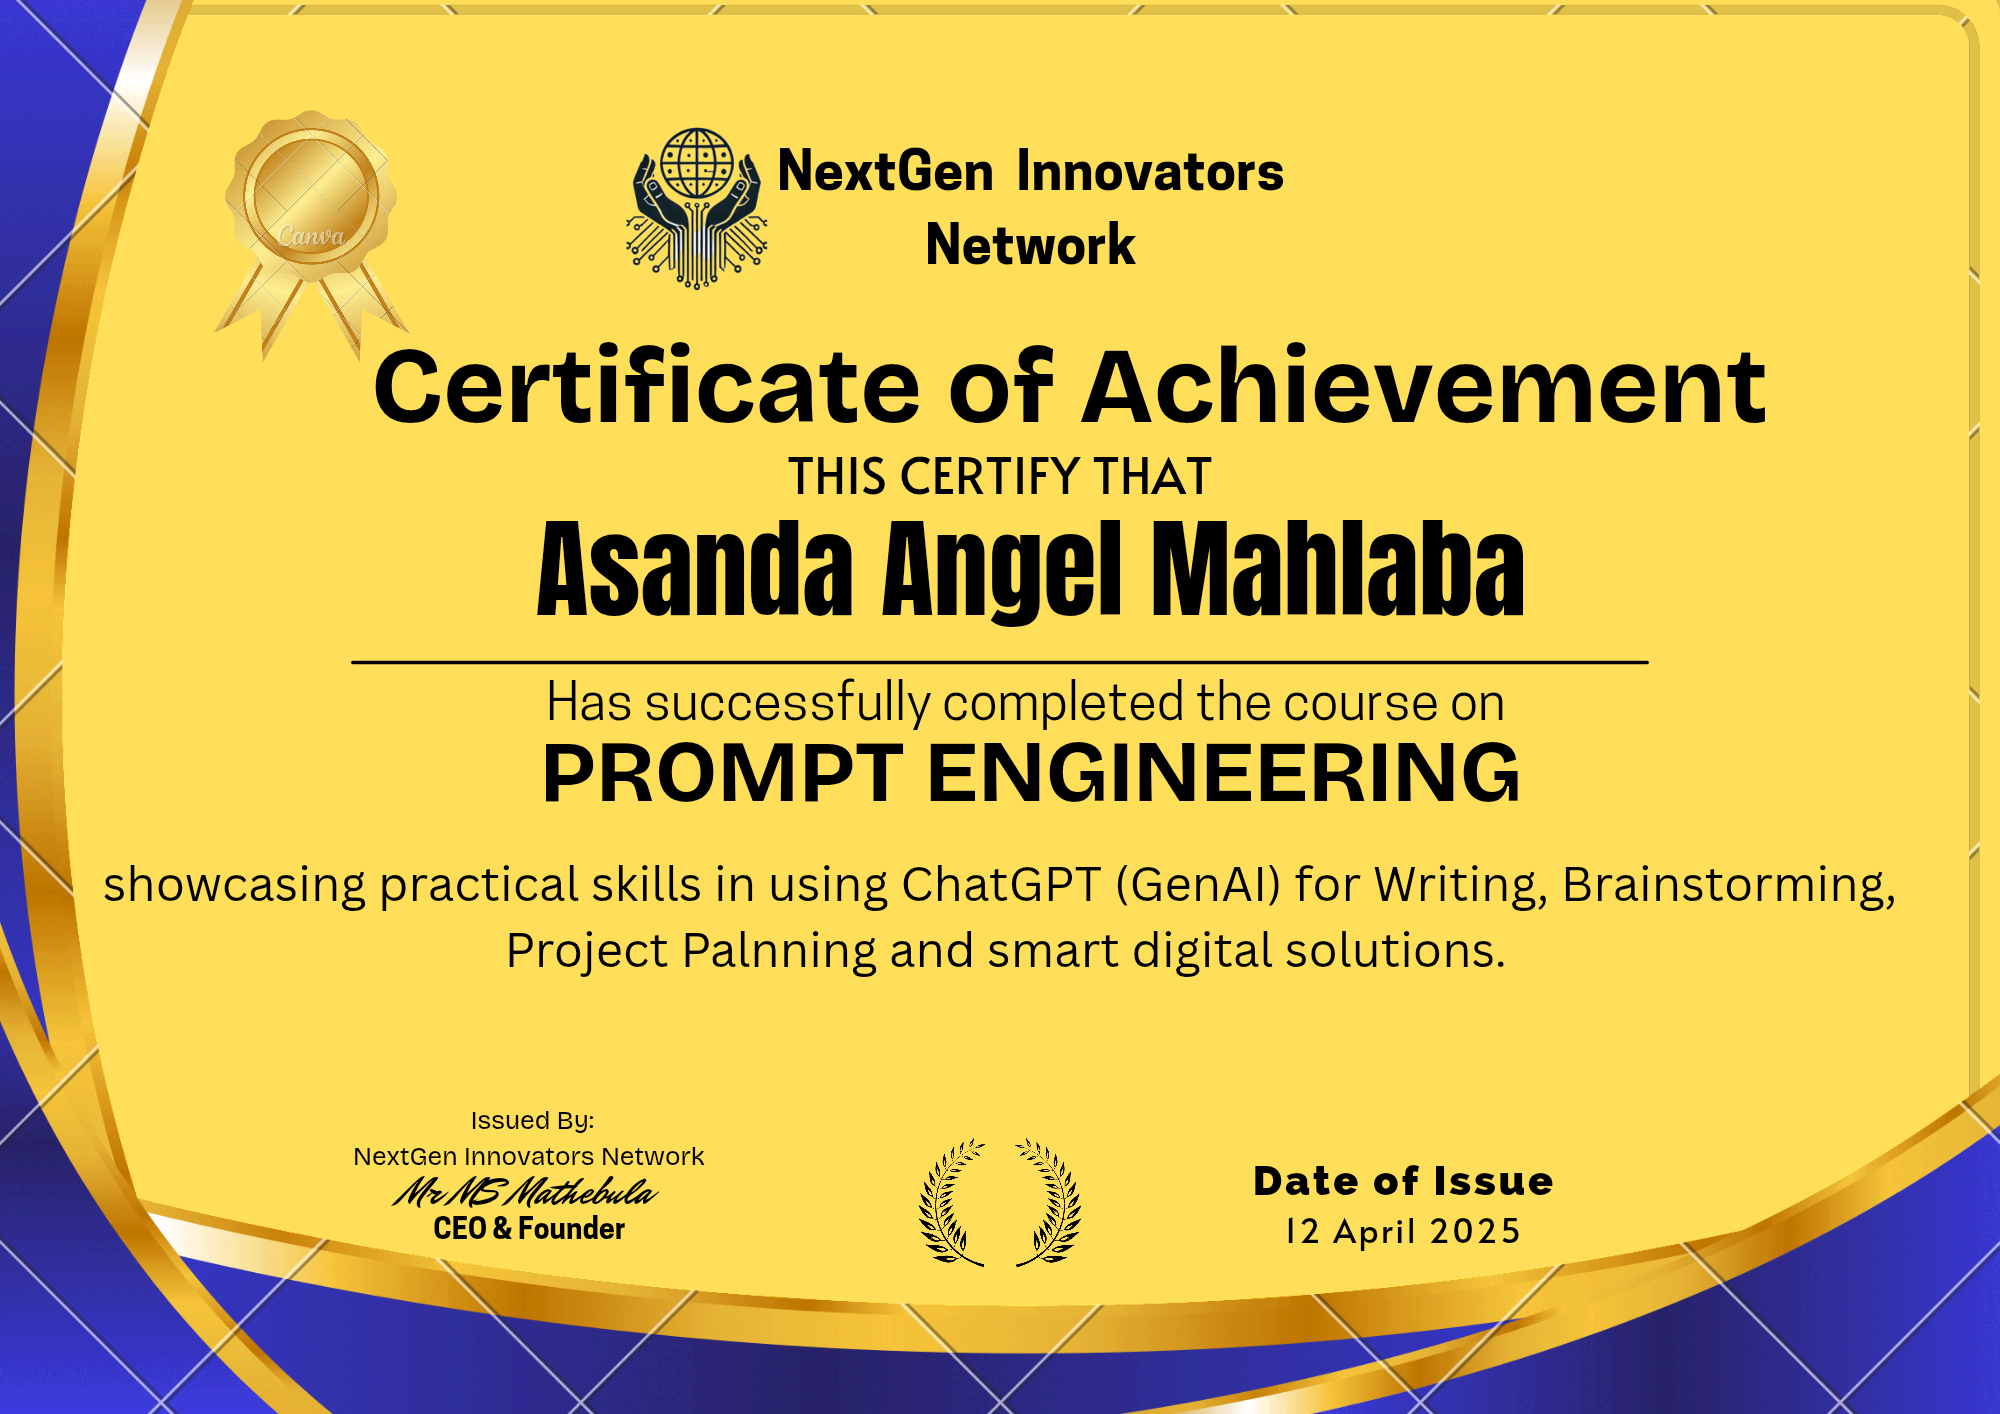 Canva
NextGen Innovators
Network
Certificate of Achievement
THIS CERTIFY THAT
Asanda Angel Mahlaba
Has successfully completed the course on
PROMPT ENGINEERING
showcasing practical skills in using ChatGPT (GenAI) for Writing, Brainstorming,
Project Palnning and smart digital solutions.
Issued By:
NextGen Innovators Network
Mr MS Mathebula
CEO & Founder
Date of Issue
12 April 2025